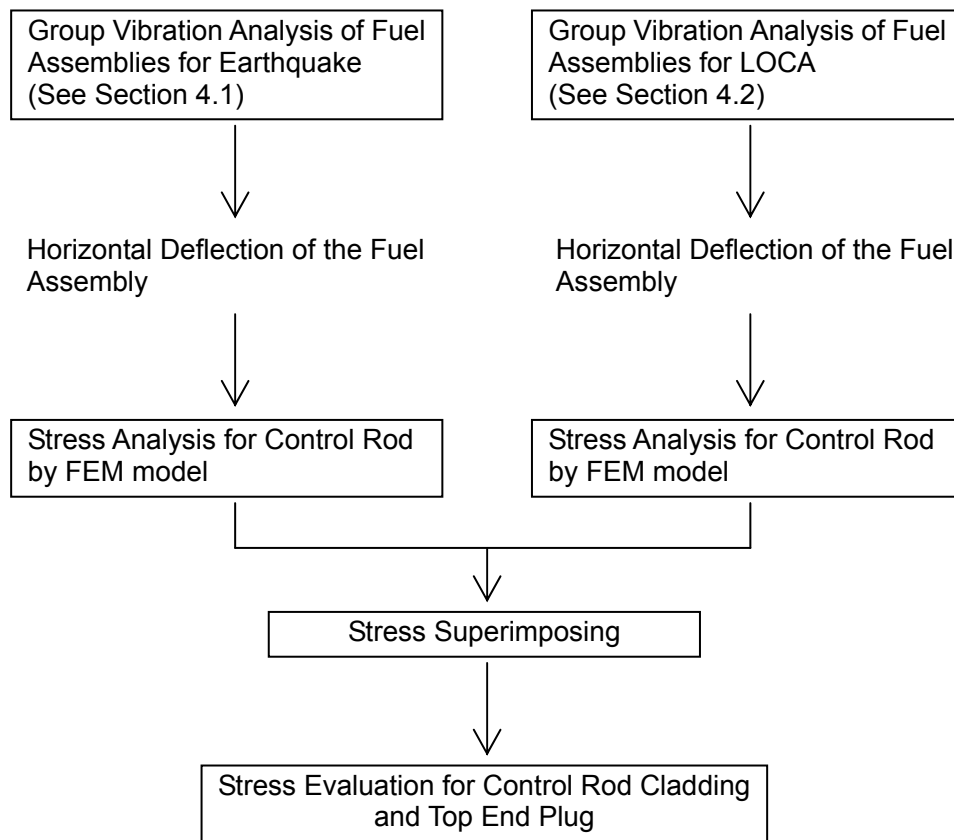 Group Vibration Analysis of Fuel
Assemblies for Earthquake
(See Section 4.1)
Group Vibration Analysis of Fuel
Assemblies for LOCA
(See Section 4.2)
Horizontal Deflection of the Fuel
Assembly
Horizontal Deflection of the Fuel
Assembly
Stress Analysis for Control Rod
by FEM model
Stress Analysis for Control Rod
by FEM model
Stress Superimposing
Stress Evaluation for Control Rod Cladding
and Top End Plug